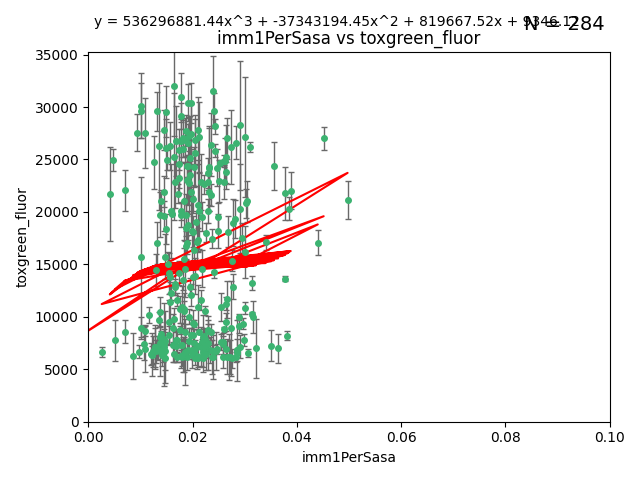 y = 536296881.44x^3 + -37343194.45x^2 + 819667.52x + 9346.17
N = 284
imm1PerSasa vs toxgreen_fluor
35000
30000
25000
20000
15000
10000
5000
0
toxgreen_fluor
0.00 0.02 0.04 0.06 0.08 0.10
imm1PerSasa